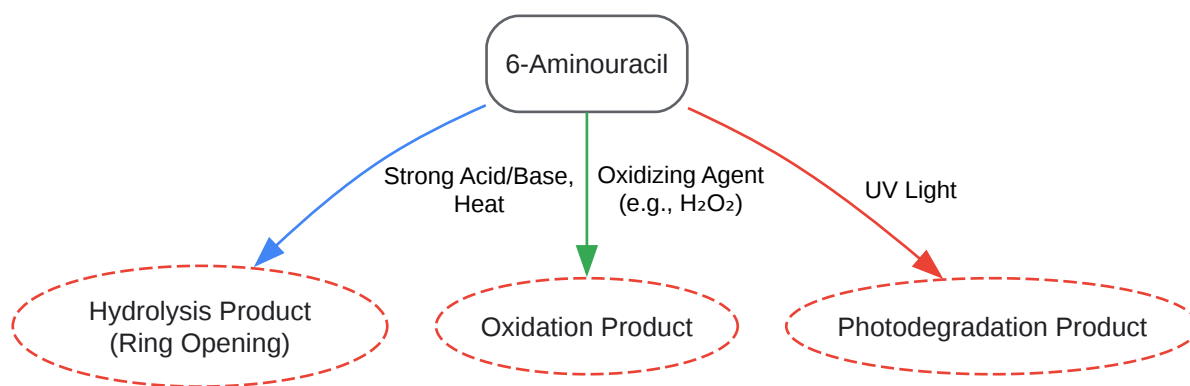 6-Aminouracil
Strong Acid/Base,
Heat
Oxidizing Agent
(e.g., H₂O₂)
UV Light
Hydrolysis Product
(Ring Opening)
Oxidation Product
Photodegradation Product